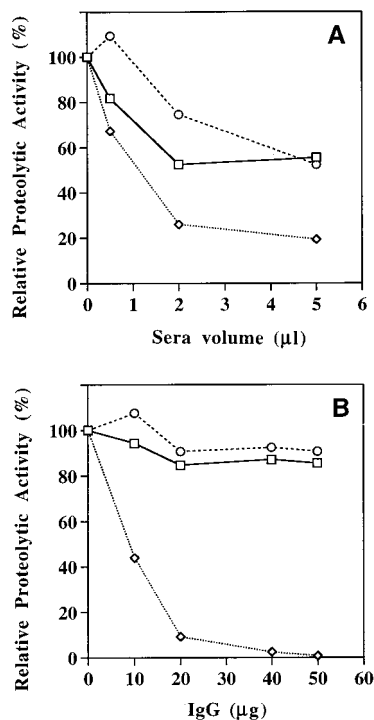 A
Relative Proteolytic Activity (%)
100
80
60
40
20
0
0 1 2 3 4 5 6
Sera volume (μl)
B
Relative Proteolytic Activity (%)
100
80
60
40
20
0
0 10 20 30 40 50 60
IgG (μg)